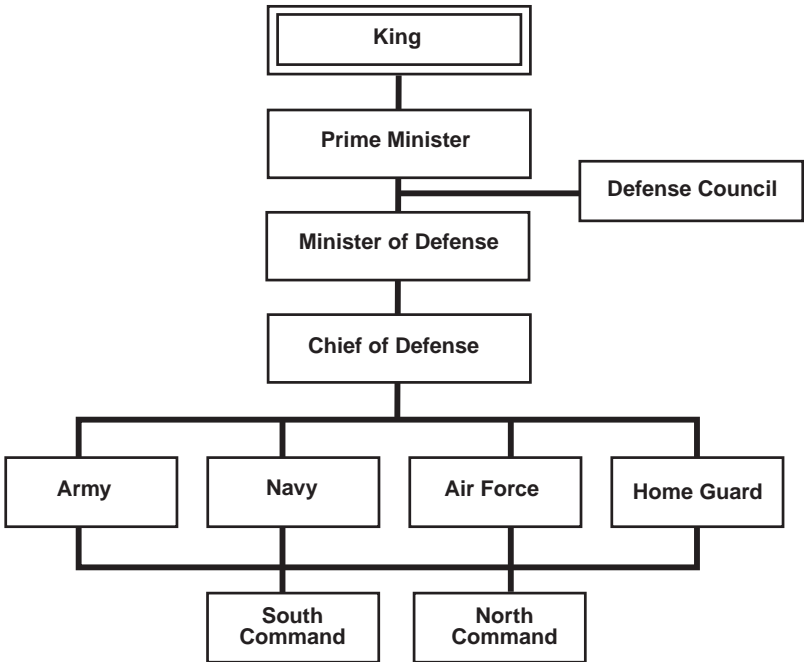 King
Prime Minister
Defense Council
Minister of Defense
Chief of Defense
Army
Navy
Air Force
Home Guard
South
Command
North
Command